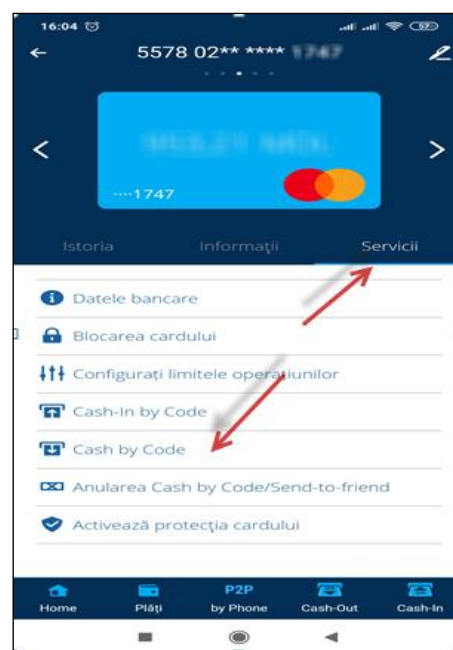 16:04
57
5578 02** **** 1747
····1747
Istoria Informații Servicii
Datele bancare
Blocarea cardului
Configurați limitele operațiunilor
Cash-In by Code
Cash by Code
Anularea Cash by Code/Send-to-friend
Activează protecția cardului
P2P
Home Plăți by Phone Cash-Out Cash-In